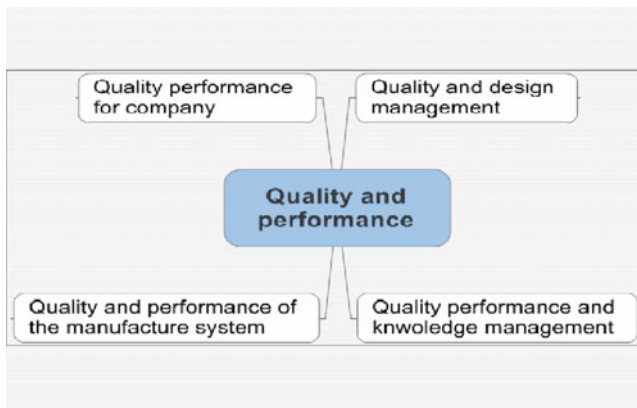 Quality performance
for company
Quality and design
management
Quality and
performance
Quality and performance of
the manufacture system
Quality performance and
knwoledge management